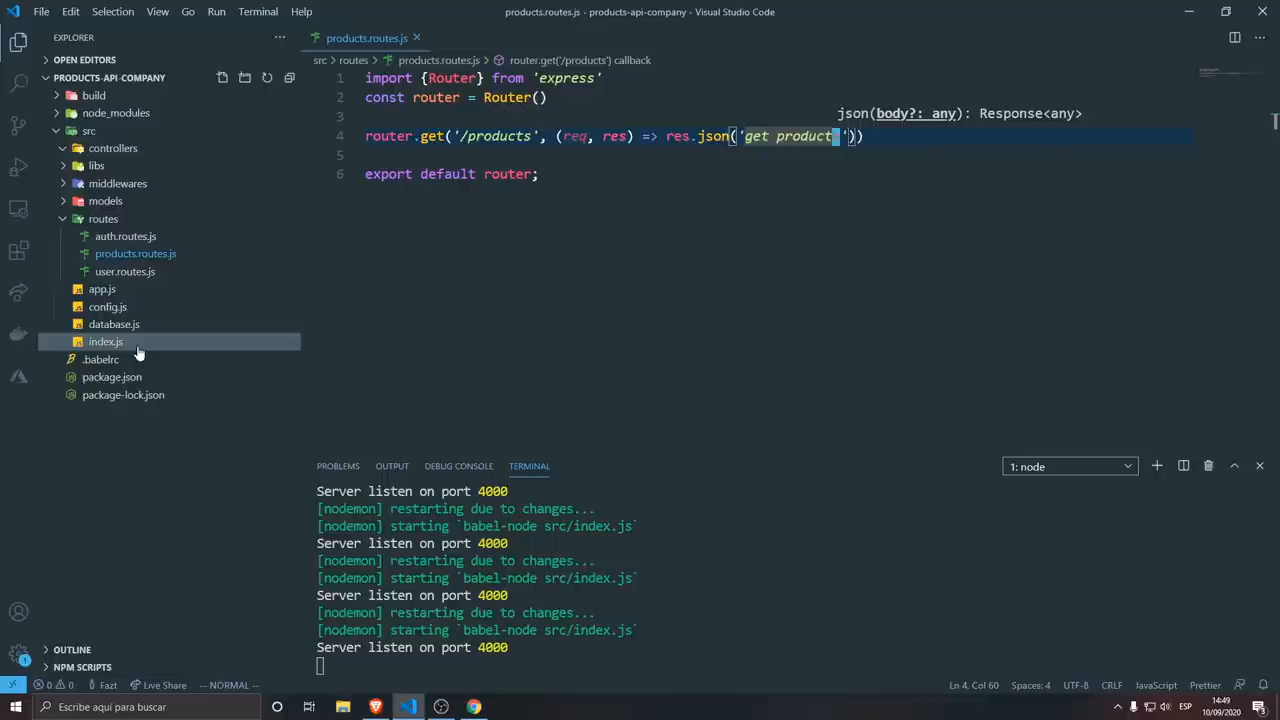 File Edit Selection View Go Run Terminal Help
products.routes.js - products-api-company - Visual Studio Code
EXPLORER
OPEN EDITORS
PRODUCTS-API-COMPANY
build
node_modules
src
controllers
libs
middlewares
models
routes
auth.routes.js
products.routes.js
user.routes.js
app.js
config.js
database.js
index.js
.babelrc
package.json
package-lock.json
OUTLINE
NPM SCRIPTS
products.routes.js
src > routes > products.routes.js > router.get('/products') callback
1 import {Router} from 'express'
2 const router = Router()
3
json(body?: any): Response<any>
4 router.get('/products', (req, res) => res.json('get product'))
5
6 export default router;
PROBLEMS OUTPUT DEBUG CONSOLE TERMINAL
1: node
Server listen on port 4000
[nodemon] restarting due to changes...
[nodemon] starting `babel-node src/index.js`
Server listen on port 4000
[nodemon] restarting due to changes...
[nodemon] starting `babel-node src/index.js`
Server listen on port 4000
[nodemon] restarting due to changes...
[nodemon] starting `babel-node src/index.js`
Server listen on port 4000
1
0 0 Fazt Live Share -- NORMAL -- Ln 4, Col 60 Spaces: 4 UTF-8 CRLF JavaScript Prettier
Escribe aquí para buscar
ESP
14:49
10/09/2020
3